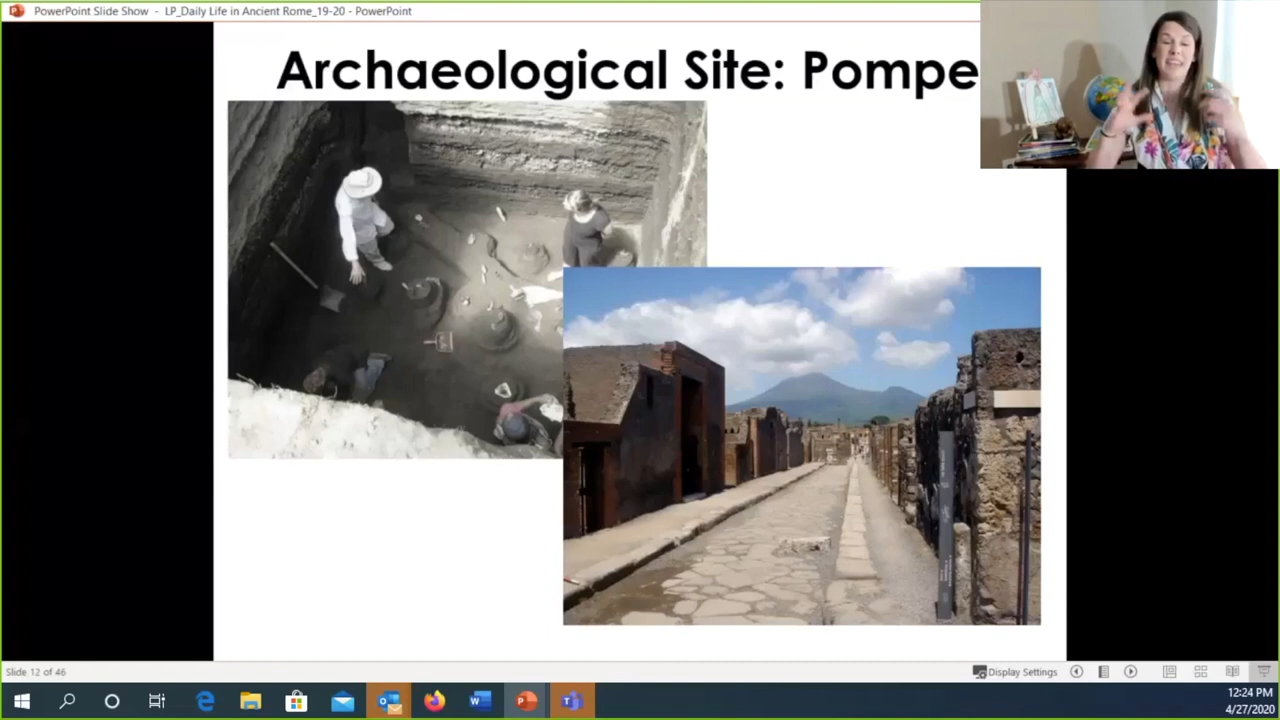 PowerPoint Slide Show - LP_Daily Life in Ancient Rome_19-20 - PowerPoint
Archaeological Site: Pompe
Slide 12 of 46
Display Settings
12:24 PM
4/27/2020